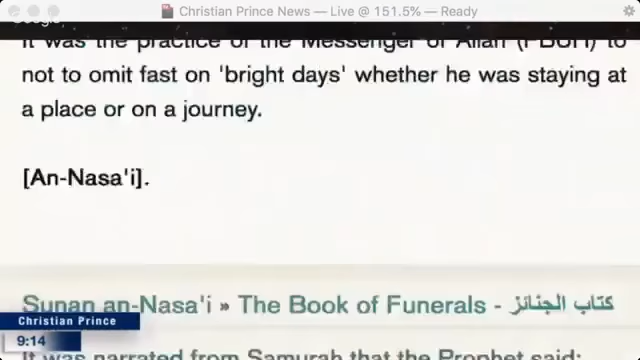 Christian Prince News — Live @ 151.5% — Ready
Google
It was the practice of the Messenger of Allah (PBUH) to
not to omit fast on 'bright days' whether he was staying at
a place or on a journey.
[An-Nasa'i].
Sunan an-Nasa'i » The Book of Funerals - كتاب الجنائز
Christian Prince
9:14
It was narrated from Samurah that the Prophet said: